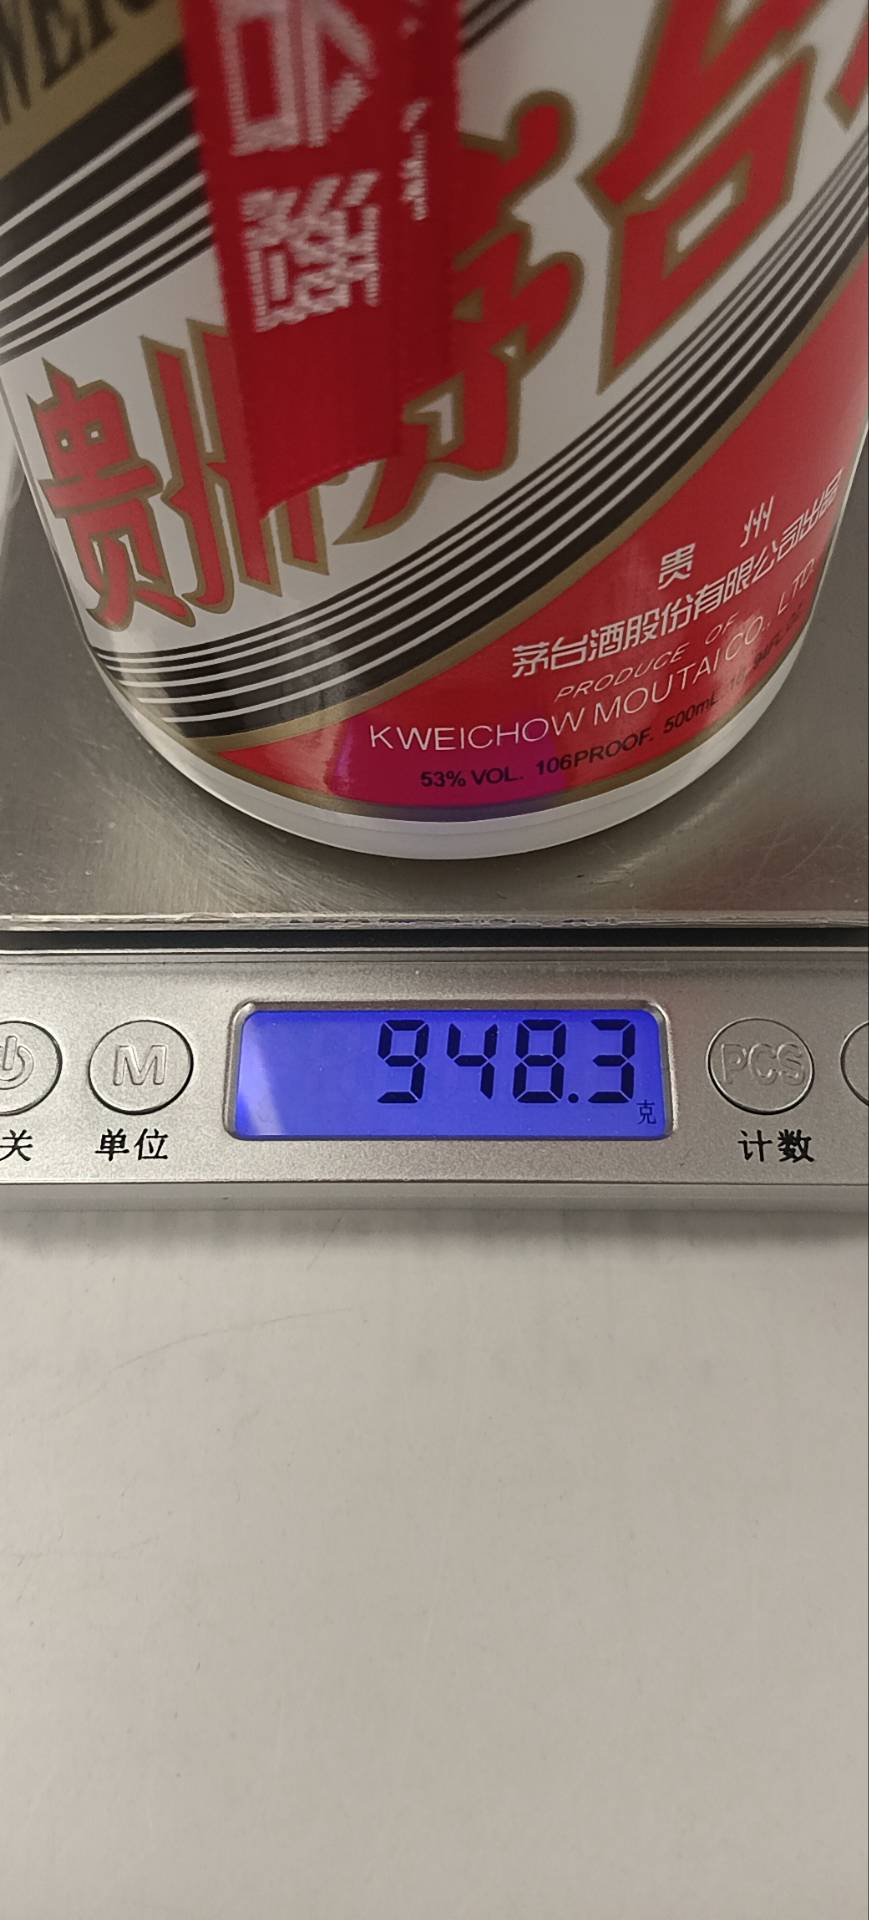 贵州茅台
贵 州
茅台酒股份有限公司出品
PRODUCE OF
KWEICHOW MOUTAI CO., LTD.
53% VOL. 106PROOF. 500mL
948.3
克
M
PCS
关
单位
计数